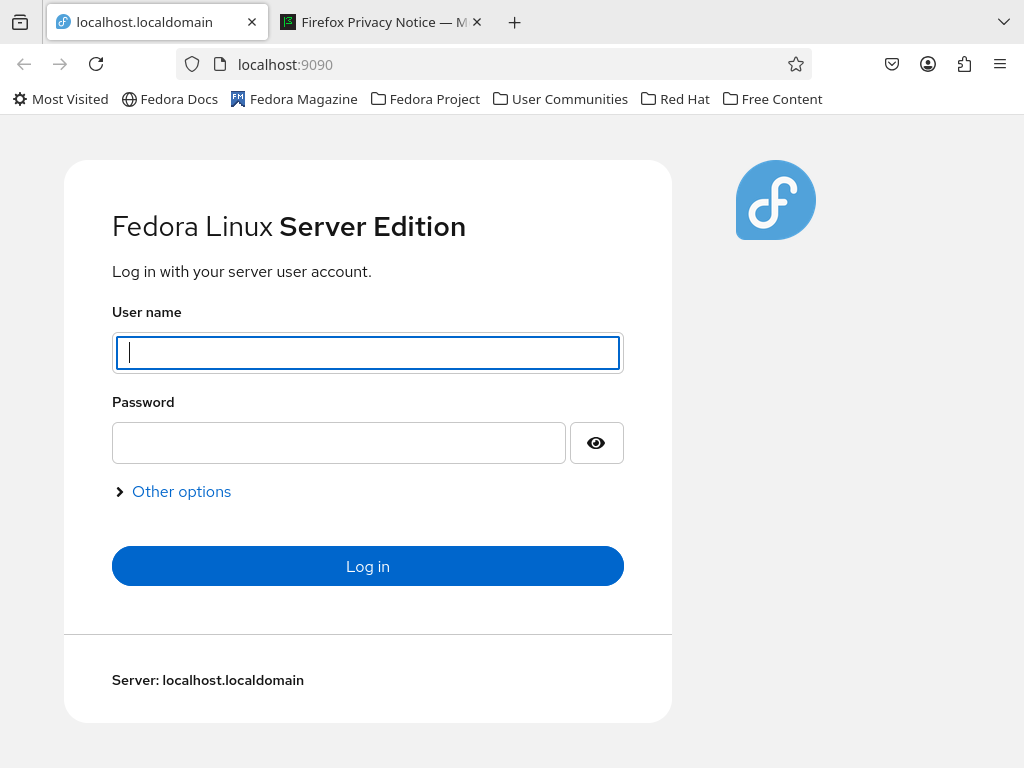 localhost.localdomain
Firefox Privacy Notice — M
localhost:9090
Most Visited
Fedora Docs
Fedora Magazine
Fedora Project
User Communities
Red Hat
Free Content
Fedora Linux Server Edition
Log in with your server user account.
User name
Password
Other options
Log in
Server: localhost.localdomain